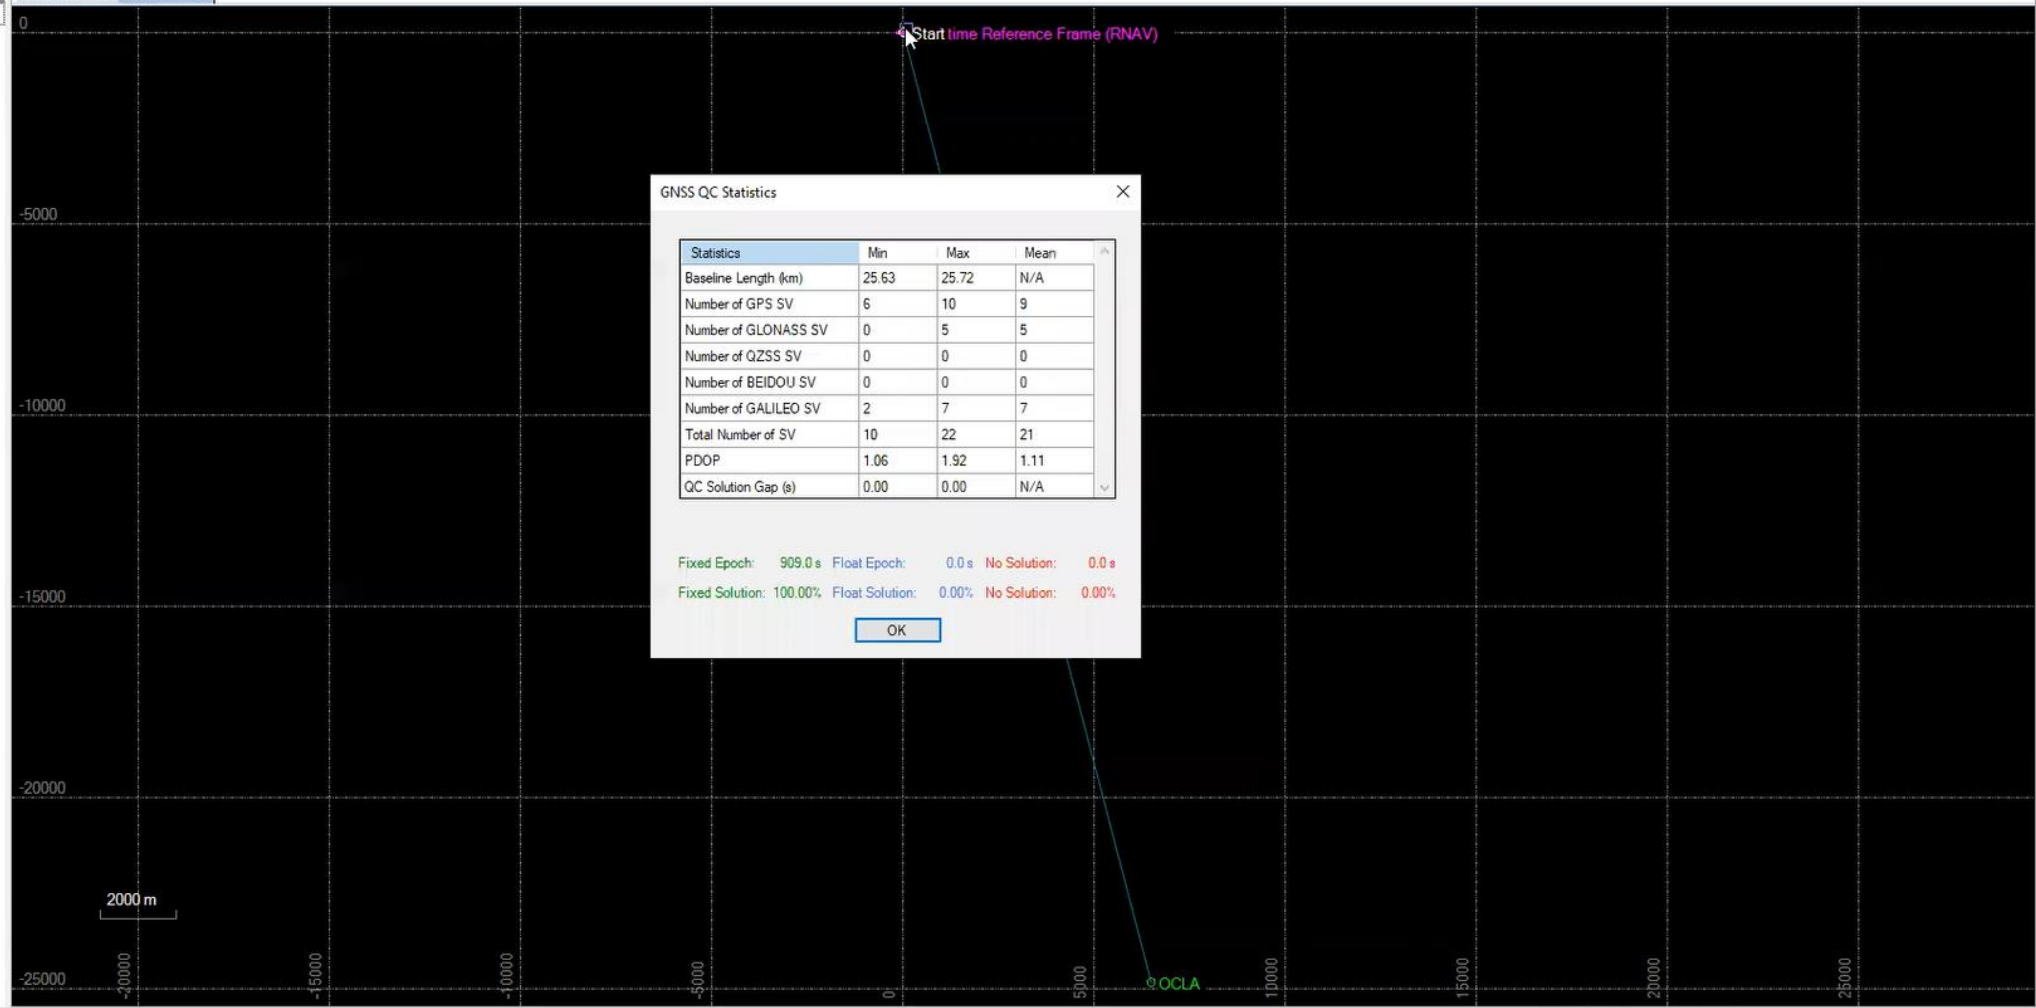 0
Start time Reference Frame (RNAV)
GNSS QC Statistics
-5000
Statistics Min Max Mean
Baseline Length (km) 25.63 25.72 N/A
Number of GPS SV 6 10 9
Number of GLONASS SV 0 5 5
Number of QZSS SV 0 0 0
Number of BEIDOU SV 0 0 0
-10000
Number of GALILEO SV 2 7 7
Total Number of SV 10 22 21
PDOP 1.06 1.92 1.11
QC Solution Gap (s) 0.00 0.00 N/A
Fixed Epoch: 909.0 s Float Epoch: 0.0 s No Solution: 0.0 s
Fixed Solution: 100.00% Float Solution: 0.00% No Solution: 0.00%
-15000
OK
-20000
2000 m
-25000
-20000 -15000 -10000 -5000 0 5000 10000 15000 20000 25000
OCLA